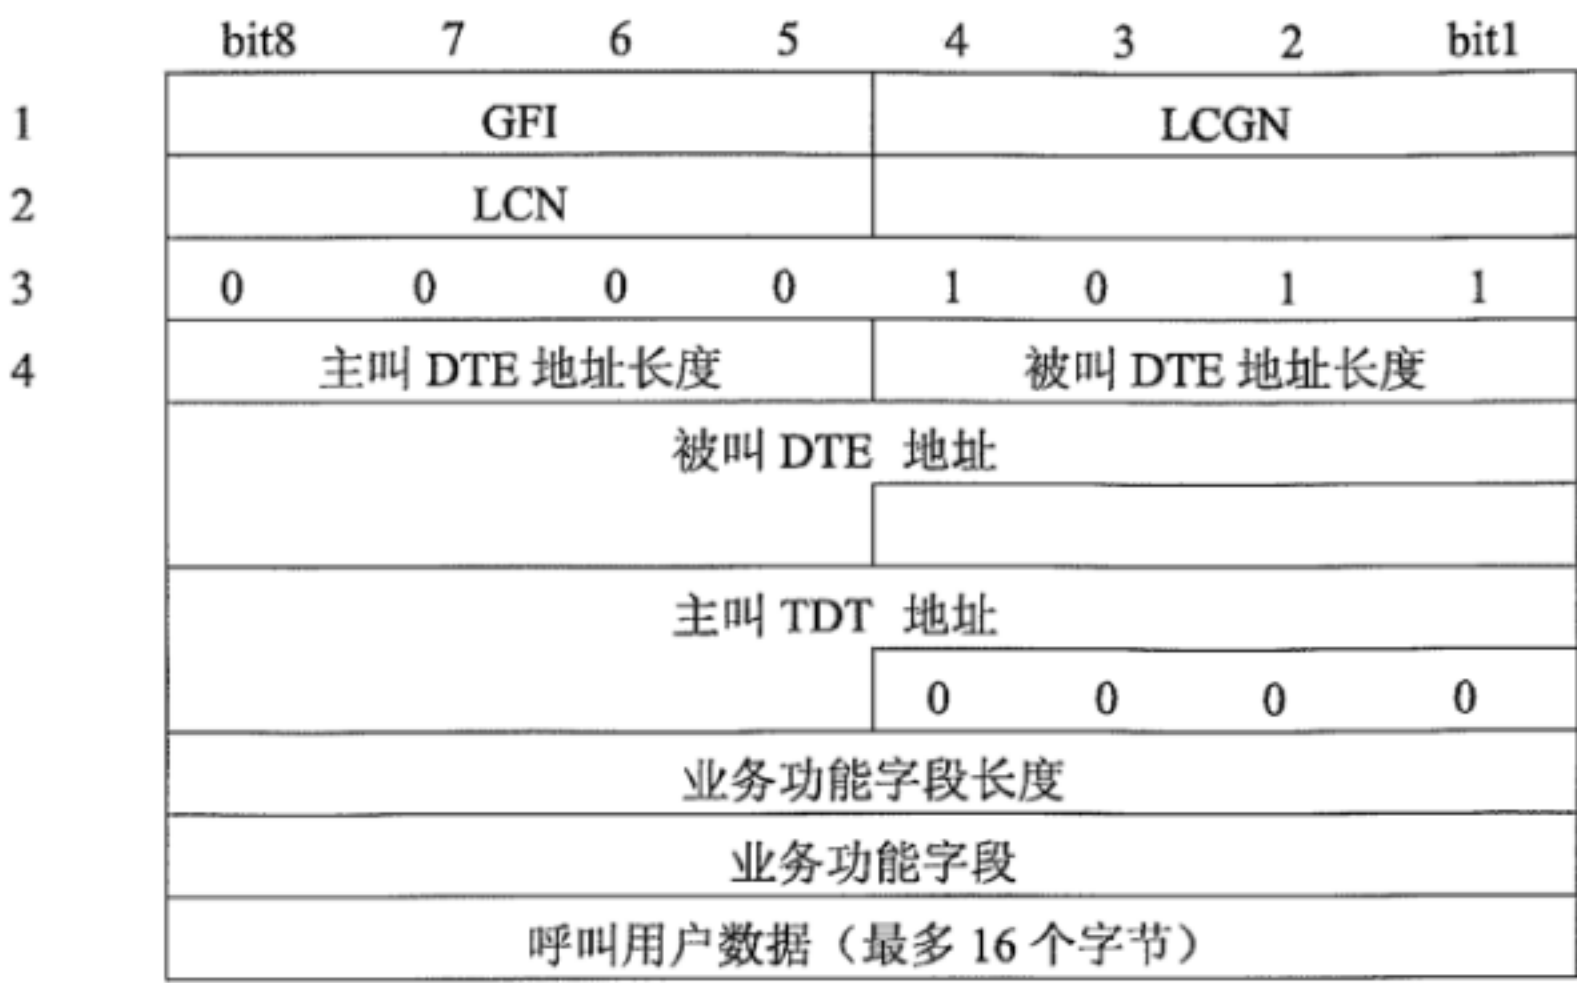 bit8 7 6 5 4 3 2 bit1
1 GFI LCGN
2 LCN
3 0 0 0 0 1 0 1 1
4 主叫 DTE 地址长度 被叫 DTE 地址长度
被叫 DTE 地址
主叫 TDT 地址
0 0 0 0
业务功能字段长度
业务功能字段
呼叫用户数据（最多 16 个字节）